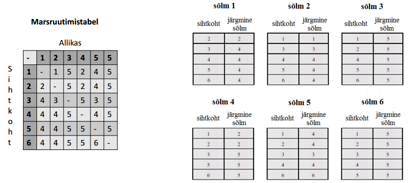 Marsruutimistabel
Allikas
Sihtkoht
- 1 2 3 4 5 5
1 - 1 5 2 4 5
2 2 - 5 2 4 5
3 4 3 - 5 3 5
4 4 4 5 - 4 5
5 4 4 5 5 - 5
6 4 4 5 5 6 -
sõlm 1
sihtkoht järgmine sõlm
2 2
3 4
4 4
5 4
6 4
sõlm 2
sihtkoht järgmine sõlm
1 1
3 4
4 4
5 4
6 4
sõlm 3
sihtkoht järgmine sõlm
1 5
2 5
4 5
5 5
6 5
sõlm 4
sihtkoht järgmine sõlm
1 2
2 2
3 5
5 5
6 5
sõlm 5
sihtkoht järgmine sõlm
1 4
2 4
3 3
4 4
6 6
sõlm 6
sihtkoht järgmine sõlm
1 5
2 5
3 5
4 5
5 5